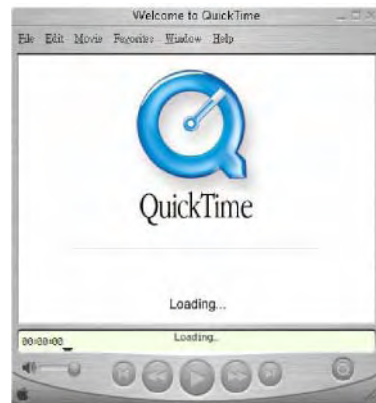 Welcome to QuickTime
File Edit Movie Favorites Window Help
QuickTime
Loading...
00:00:00 Loading..